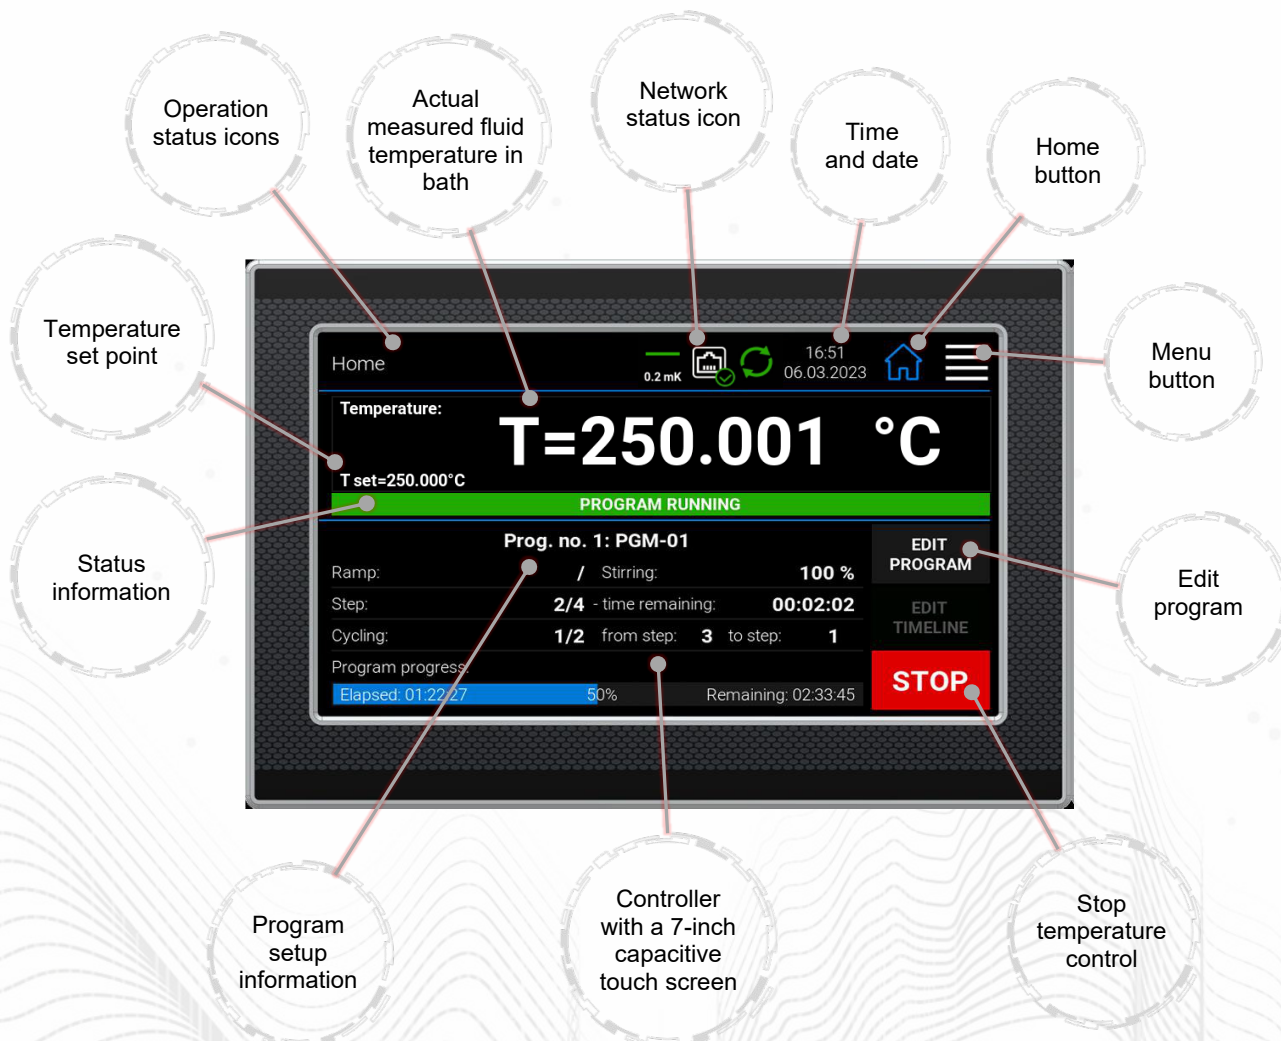 Operation
status icons
Actual
measured fluid
temperature in
bath
Network
status icon
Time
and date
Home
button
Temperature
set point
Menu
button
Status
information
Edit
program
Home
0.2 mK
16:51
06.03.2023
Temperature:
T=250.001 °C
T set=250.000°C
PROGRAM RUNNING
Prog. no. 1: PGM-01
Ramp: / Stirring: 100 %
Step: 2/4 - time remaining: 00:02:02
Cycling: 1/2 from step: 3 to step: 1
Program progress:
Elapsed: 01:22:27 50% Remaining: 02:33:45
EDIT
PROGRAM
EDIT
TIMELINE
STOP
Program
setup
information
Controller
with a 7-inch
capacitive
touch screen
Stop
temperature
control